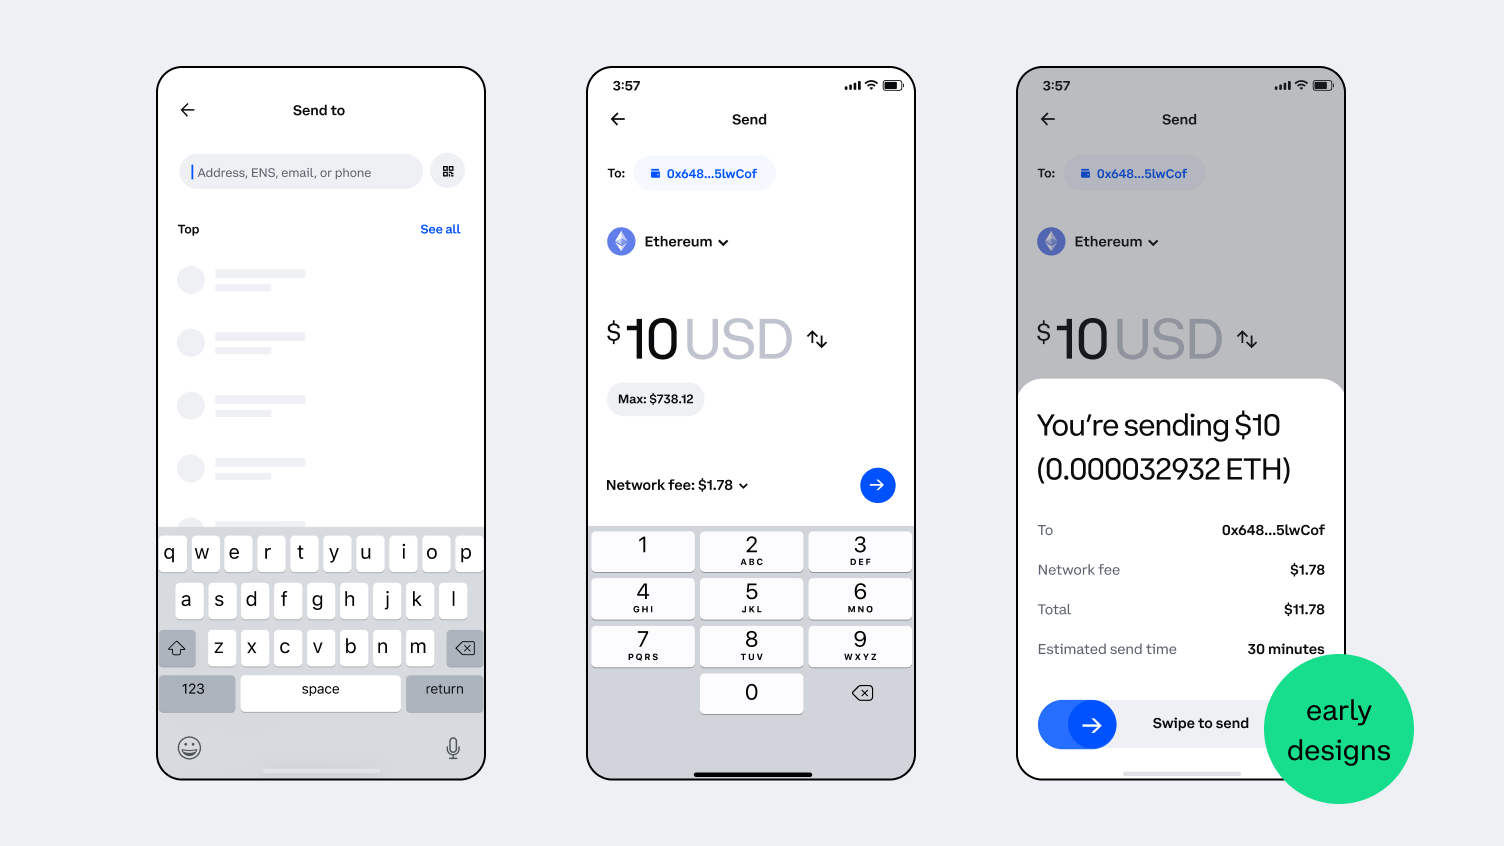 Send to
Address, ENS, email, or phone
Top
See all
q w e r t y u i o p
a s d f g h j k l
z x c v b n m
123 space return
3:57
Send
To: 0x648...5lwCof
Ethereum
$10 USD
Max: $738.12
Network fee: $1.78
1 2 3
ABC DEF
4 5 6
GHI JKL MNO
7 8 9
PQRS TUV WXYZ
0
3:57
Send
To: 0x648...5lwCof
Ethereum
$10 USD
You're sending $10
(0.000032932 ETH)
To 0x648...5lwCof
Network fee $1.78
Total $11.78
Estimated send time 30 minutes
Swipe to send
early
designs